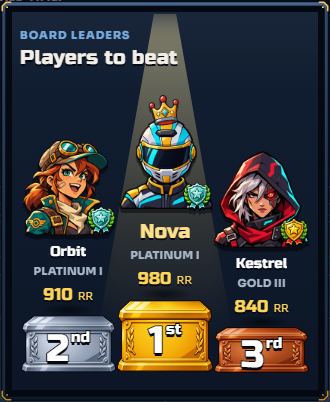 BOARD LEADERS
Players to beat
Nova
PLATINUM I
980 RR
1st
Orbit
PLATINUM I
910 RR
2nd
Kestrel
GOLD III
840 RR
3rd